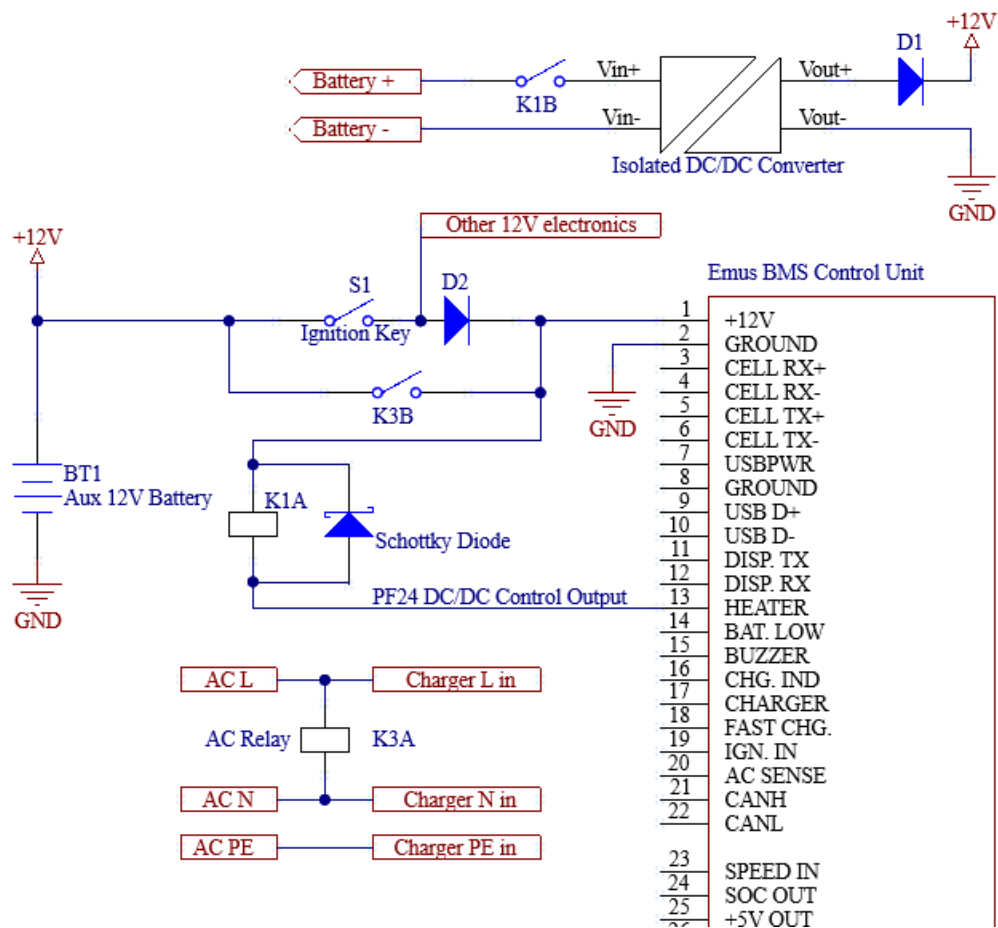 +12V
D1
Battery +
Vin+
Vout+
K1B
Battery -
Vin-
Vout-
Isolated DC/DC Converter
GND
Other 12V electronics
+12V
Emus BMS Control Unit
S1
D2
Ignition Key
1 +12V
2 GROUND
3 CELL RX+
K3B
4 CELL RX-
GND
5 CELL TX+
6 CELL TX-
BT1
7 USBPWR
Aux 12V Battery
K1A
8 GROUND
9 USB D+
Schottky Diode
10 USB D-
11 DISP. TX
12 DISP. RX
PF24 DC/DC Control Output
13 HEATER
GND
14 BAT. LOW
15 BUZZER
AC L
Charger L in
16 CHG. IND
17 CHARGER
18 FAST CHG.
AC Relay
K3A
19 IGN. IN
20 AC SENSE
AC N
Charger N in
21 CANH
22 CANL
AC PE
Charger PE in
23 SPEED IN
24 SOC OUT
25 +5V OUT
26